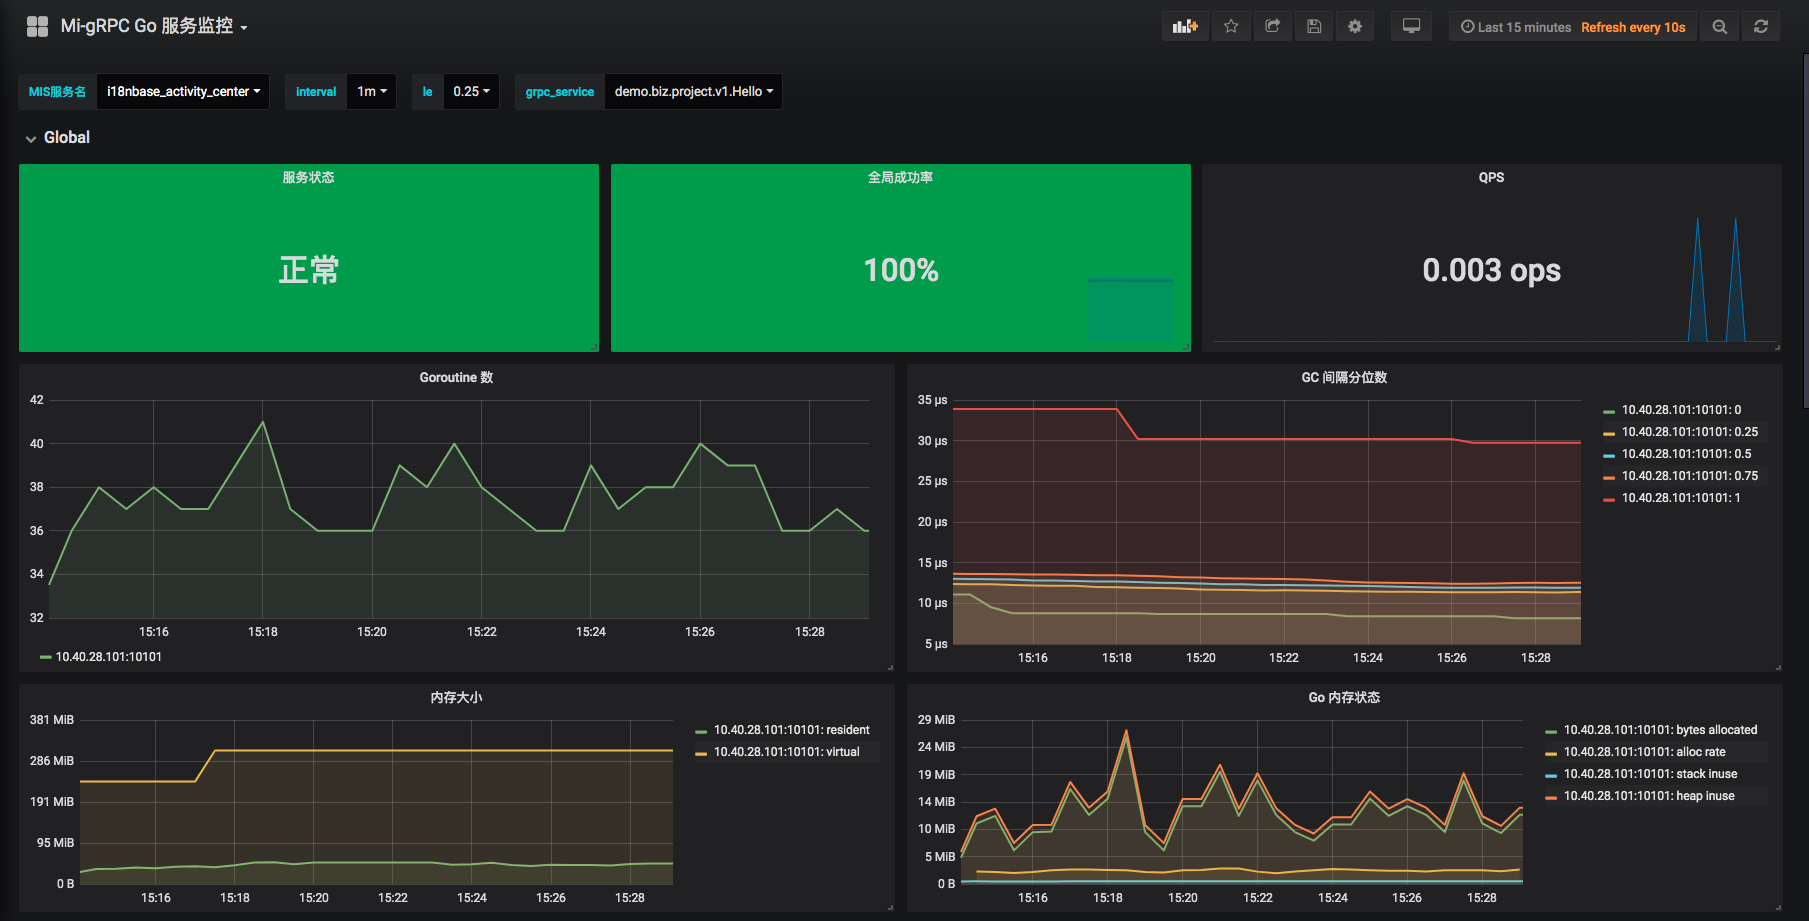 Mi-gRPC Go 服务监控
Last 15 minutes Refresh every 10s
MIS服务名 i18nbase_activity_center interval 1m le 0.25 grpc_service demo.biz.project.v1.Hello
Global
服务状态
正常
全局成功率
100%
QPS
0.003 ops
Goroutine 数
42
40
38
36
34
32
15:16 15:18 15:20 15:22 15:24 15:26 15:28
10.40.28.101:10101
GC 间隔分位数
35 µs
30 µs
25 µs
20 µs
15 µs
10 µs
5 µs
15:16 15:18 15:20 15:22 15:24 15:26 15:28
10.40.28.101:10101: 0
10.40.28.101:10101: 0.25
10.40.28.101:10101: 0.5
10.40.28.101:10101: 0.75
10.40.28.101:10101: 1
内存大小
381 MiB
286 MiB
191 MiB
95 MiB
0 B
15:16 15:18 15:20 15:22 15:24 15:26 15:28
10.40.28.101:10101: resident
10.40.28.101:10101: virtual
Go 内存状态
29 MiB
24 MiB
19 MiB
14 MiB
10 MiB
5 MiB
0 B
15:16 15:18 15:20 15:22 15:24 15:26 15:28
10.40.28.101:10101: bytes allocated
10.40.28.101:10101: alloc rate
10.40.28.101:10101: stack inuse
10.40.28.101:10101: heap inuse